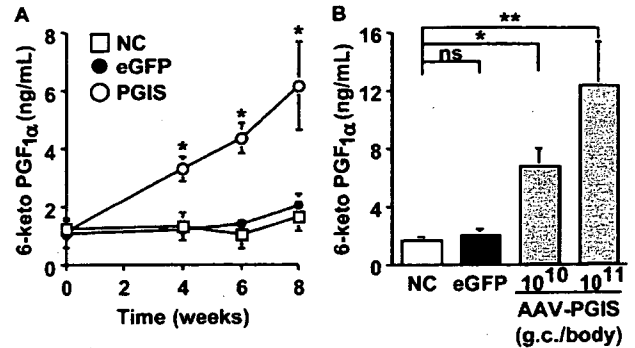 A
6-keto PGF1α (ng/mL)
8
6
4
2
0
NC
eGFP
PGIS
*
*
*
0
4
6
8
Time (weeks)
B
6-keto PGF1α (ng/mL)
16
12
8
4
0
**
*
ns
NC
eGFP
10^10
10^11
AAV-PGIS
(g.c./body)